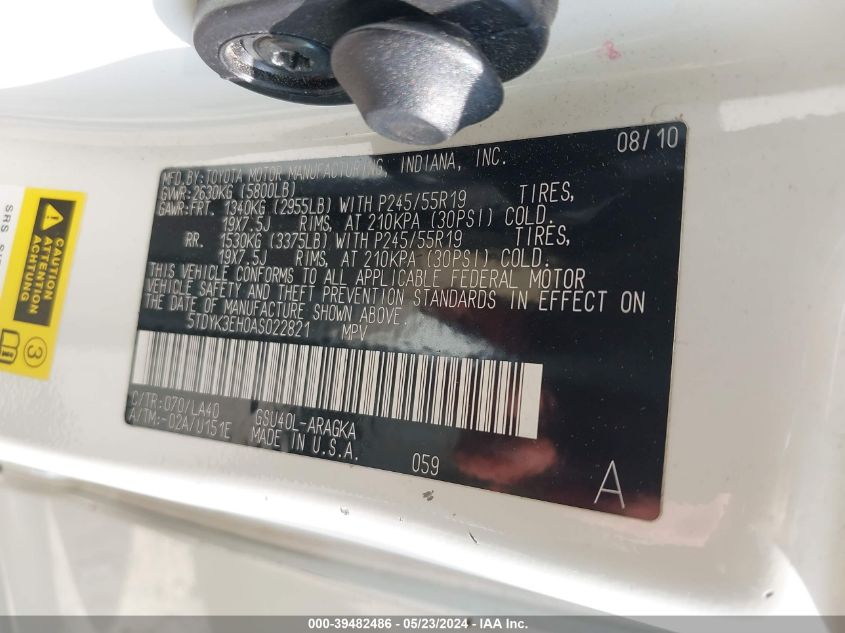 08/10
MFD.BY:TOYOTA MOTOR MANUFACTURING, INDIANA, INC.
GVWR:2630KG (5800LB)
GAWR:FRT. 1340KG (2955LB) WITH P245/55R19 TIRES,
19X7.5J RIMS, AT 210KPA (30PSI) COLD.
RR. 1530KG (3375LB) WITH P245/55R19 TIRES,
19X7.5J RIMS, AT 210KPA (30PSI) COLD.
THIS VEHICLE CONFORMS TO ALL APPLICABLE FEDERAL MOTOR
VEHICLE SAFETY AND THEFT PREVENTION STANDARDS IN EFFECT ON
THE DATE OF MANUFACTURE SHOWN ABOVE.
5TDYK3EH0AS022821 MPV
C/TR:070/LA40 GSU40L-ARAGKA
A/TM:-02A/U151E MADE IN U.S.A.
059
A
CAUTION
ATTENTION
ACHTUNG
3
SRS
000-39482486 - 05/23/2024 - IAA Inc.